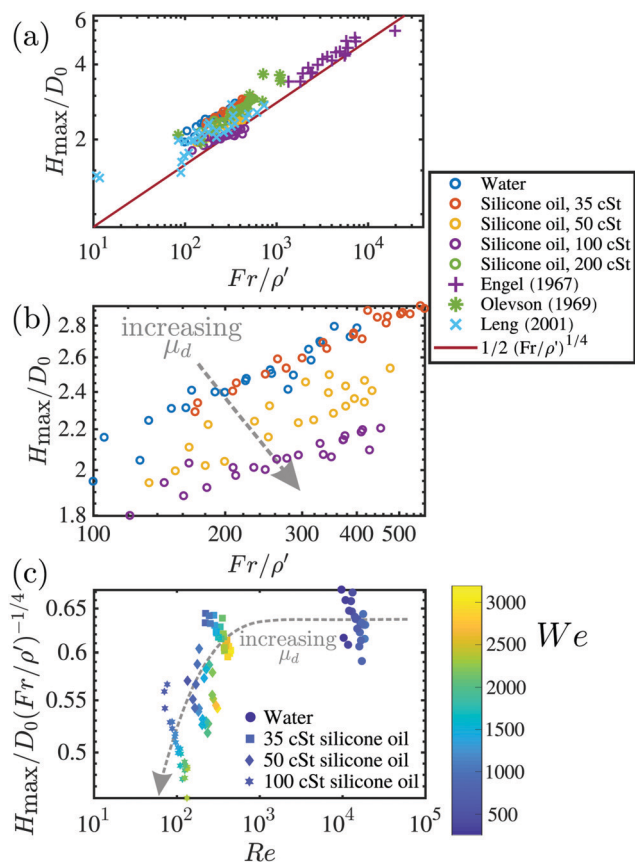 (a)
6
4
2
H_max/D_0
10^1
10^2
10^3
10^4
Fr/ρ′
Water
Silicone oil, 35 cSt
Silicone oil, 50 cSt
Silicone oil, 100 cSt
Silicone oil, 200 cSt
Engel (1967)
Olevson (1969)
Leng (2001)
1/2 (Fr/ρ′)^1/4
(b)
increasing
μ_d
2.8
2.4
2.2
2
1.8
H_max/D_0
100
200
300
400
500
Fr/ρ′
(c)
0.65
0.6
0.55
0.5
H_max/D_0(Fr/ρ′)^−1/4
increasing
μ_d
Water
35 cSt silicone oil
50 cSt silicone oil
100 cSt silicone oil
10^1
10^2
10^3
10^4
10^5
Re
3000
2500
2000
1500
1000
500
We